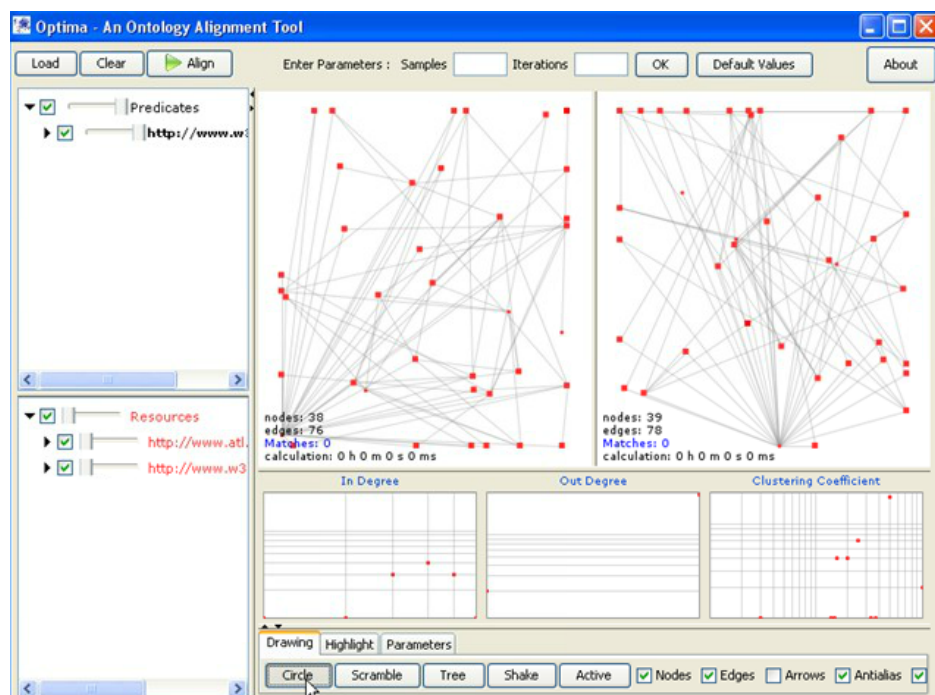 Optima - An Ontology Alignment Tool
Load Clear Align Enter Parameters : Samples Iterations OK Default Values About
Predicates
http://www.w3
Resources
http://www.atl.
http://www.w3
nodes: 38
edges: 76
Matches: 0
calculation: 0 h 0 m 0 s 0 ms
nodes: 39
edges: 78
Matches: 0
calculation: 0 h 0 m 0 s 0 ms
In Degree Out Degree Clustering Coefficient
Drawing Highlight Parameters
Circle Scramble Tree Shake Active Nodes Edges Arrows Antialias